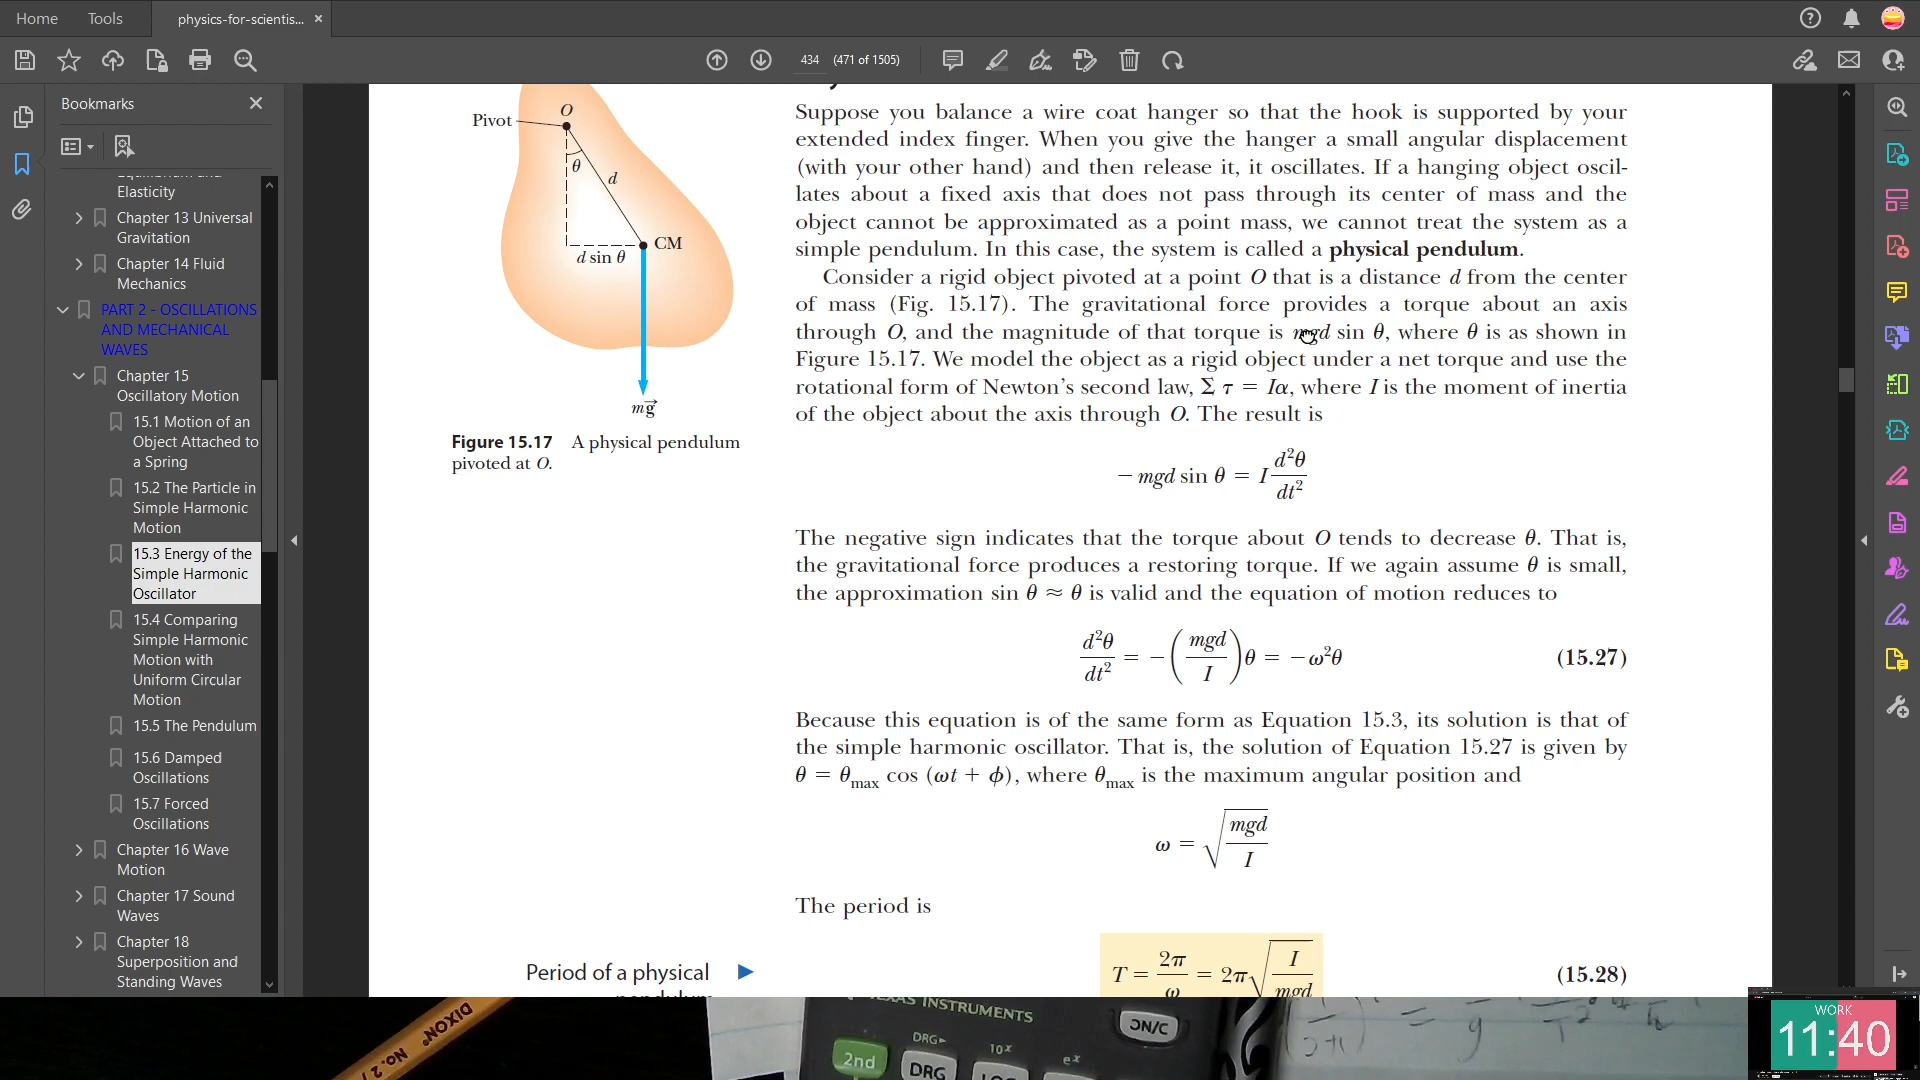 Home
Tools
physics-for-scientis... ×
434 (471 of 1505)
Bookmarks
Elasticity
Chapter 13 Universal
Gravitation
Chapter 14 Fluid
Mechanics
PART 2 - OSCILLATIONS
AND MECHANICAL
WAVES
Chapter 15
Oscillatory Motion
15.1 Motion of an
Object Attached to
a Spring
15.2 The Particle in
Simple Harmonic
Motion
15.3 Energy of the
Simple Harmonic
Oscillator
15.4 Comparing
Simple Harmonic
Motion with
Uniform Circular
Motion
15.5 The Pendulum
15.6 Damped
Oscillations
15.7 Forced
Oscillations
Chapter 16 Wave
Motion
Chapter 17 Sound
Waves
Chapter 18
Superposition and
Standing Waves
Pivot
O
θ
d
CM
d sin θ
mg⃗
Figure 15.17 A physical pendulum
pivoted at O.
Suppose you balance a wire coat hanger so that the hook is supported by your
extended index finger. When you give the hanger a small angular displacement
(with your other hand) and then release it, it oscillates. If a hanging object oscil-
lates about a fixed axis that does not pass through its center of mass and the
object cannot be approximated as a point mass, we cannot treat the system as a
simple pendulum. In this case, the system is called a physical pendulum.
Consider a rigid object pivoted at a point O that is a distance d from the center
of mass (Fig. 15.17). The gravitational force provides a torque about an axis
through O, and the magnitude of that torque is mgd sin θ, where θ is as shown in
Figure 15.17. We model the object as a rigid object under a net torque and use the
rotational form of Newton's second law, Σ τ = Iα, where I is the moment of inertia
of the object about the axis through O. The result is
− mgd sin θ = I d²θ/dt²
The negative sign indicates that the torque about O tends to decrease θ. That is,
the gravitational force produces a restoring torque. If we again assume θ is small,
the approximation sin θ ≈ θ is valid and the equation of motion reduces to
d²θ/dt² = −(mgd/I)θ = −ω²θ (15.27)
Because this equation is of the same form as Equation 15.3, its solution is that of
the simple harmonic oscillator. That is, the solution of Equation 15.27 is given by
θ = θmax cos (ωt + ϕ), where θmax is the maximum angular position and
ω = √(mgd/I)
The period is
Period of a physical
T = 2π/ω = 2π√(I/mgd) (15.28)
DIXON No. 2
INSTRUMENTS
ON/C
DRG►
10ˣ
eˣ
2nd
DRG
WORK
11:40